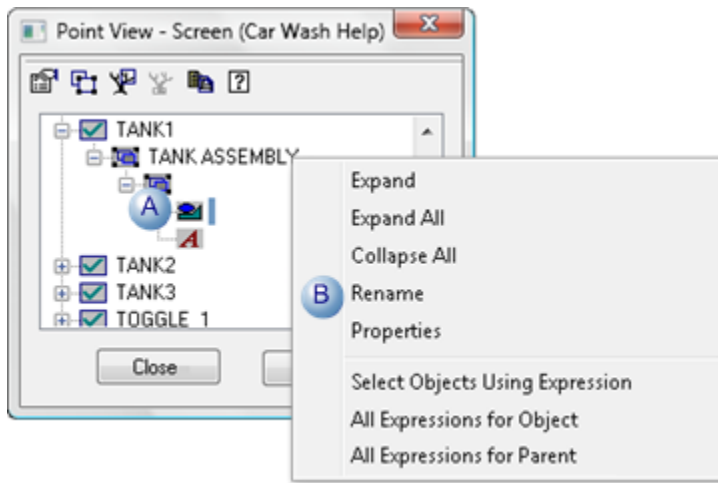 Point View - Screen (Car Wash Help)
TANK1
TANK ASSEMBLY
A
A
TANK2
TANK3
TOGGLE_1
Close
Expand
Expand All
Collapse All
B Rename
Properties
Select Objects Using Expression
All Expressions for Object
All Expressions for Parent